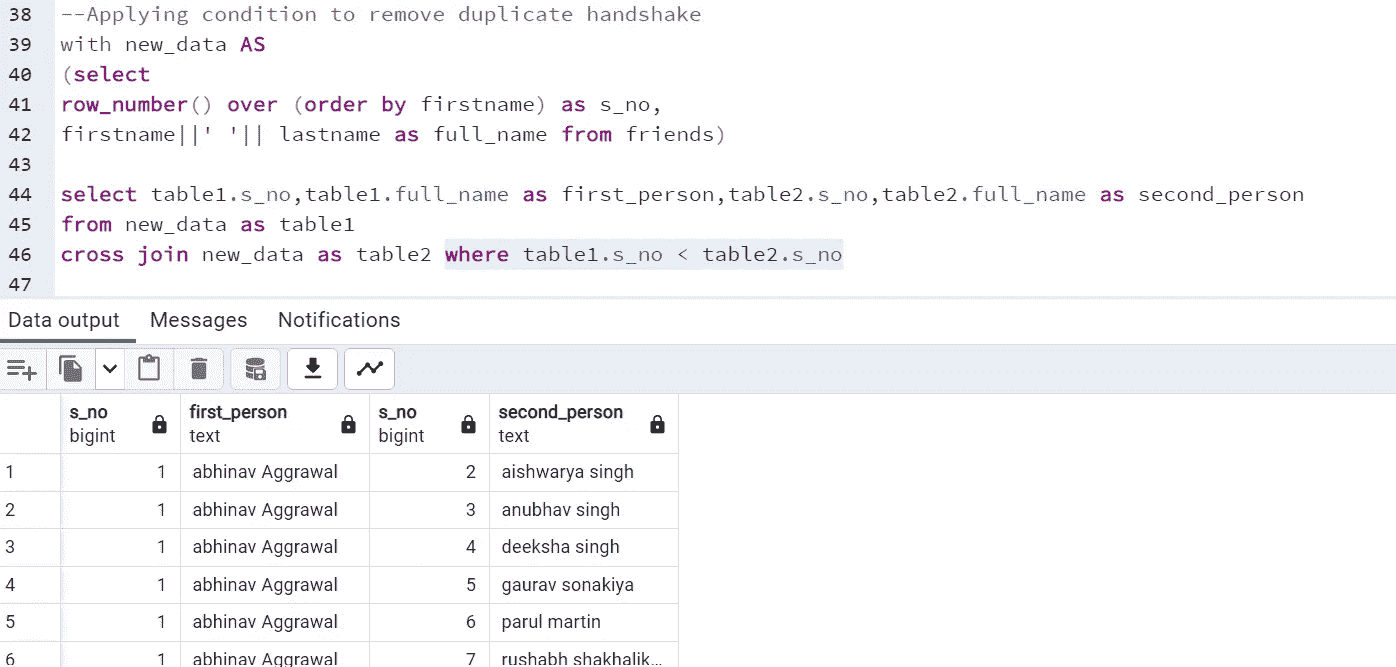 38 --Applying condition to remove duplicate handshake
39 with new_data AS
40 (select
41 row_number() over (order by firstname) as s_no,
42 firstname||' '|| lastname as full_name from friends)
43
44 select table1.s_no,table1.full_name as first_person,table2.s_no,table2.full_name as second_person
45 from new_data as table1
46 cross join new_data as table2 where table1.s_no < table2.s_no
47
Data output Messages Notifications
s_no first_person s_no second_person
bigint text bigint text
1 1 abhinav Aggrawal 2 aishwarya singh
2 1 abhinav Aggrawal 3 anubhav singh
3 1 abhinav Aggrawal 4 deeksha singh
4 1 abhinav Aggrawal 5 gaurav sonakiya
5 1 abhinav Aggrawal 6 parul martin
6 1 abhinav Aggrawal 7 rushabh shakhalik...